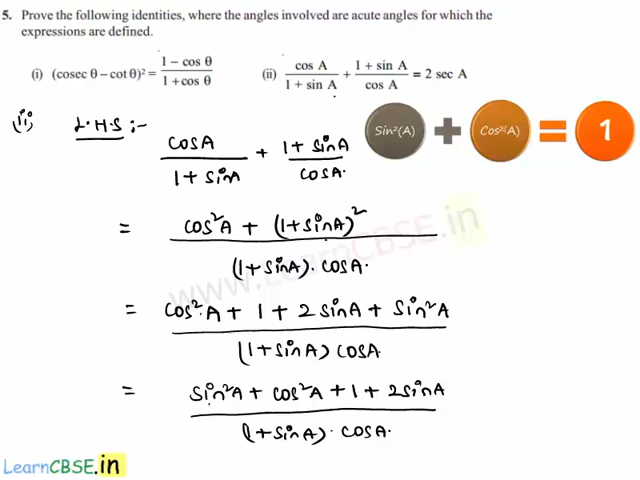 5. Prove the following identities, where the angles involved are acute angles for which the
expressions are defined.
(i) (cosec θ – cot θ)² = (1 – cos θ)/(1 + cos θ) (ii) cos A/(1 + sin A) + (1 + sin A)/cos A = 2 sec A
(ii) L.H.S :-
cosA/(1 + sinA) + (1 + sinA)/cosA.
Sin²(A) + Cos²(A) = 1
= (cos²A + (1+sinA)²)/((1+sinA). cosA.)
www.LearnCBSE.in
= (cos²A + 1 + 2sinA + sin²A)/((1+sinA) cosA)
= (sin²A + cos²A + 1 + 2sinA)/((1+sinA). cosA.)
LearnCBSE.in